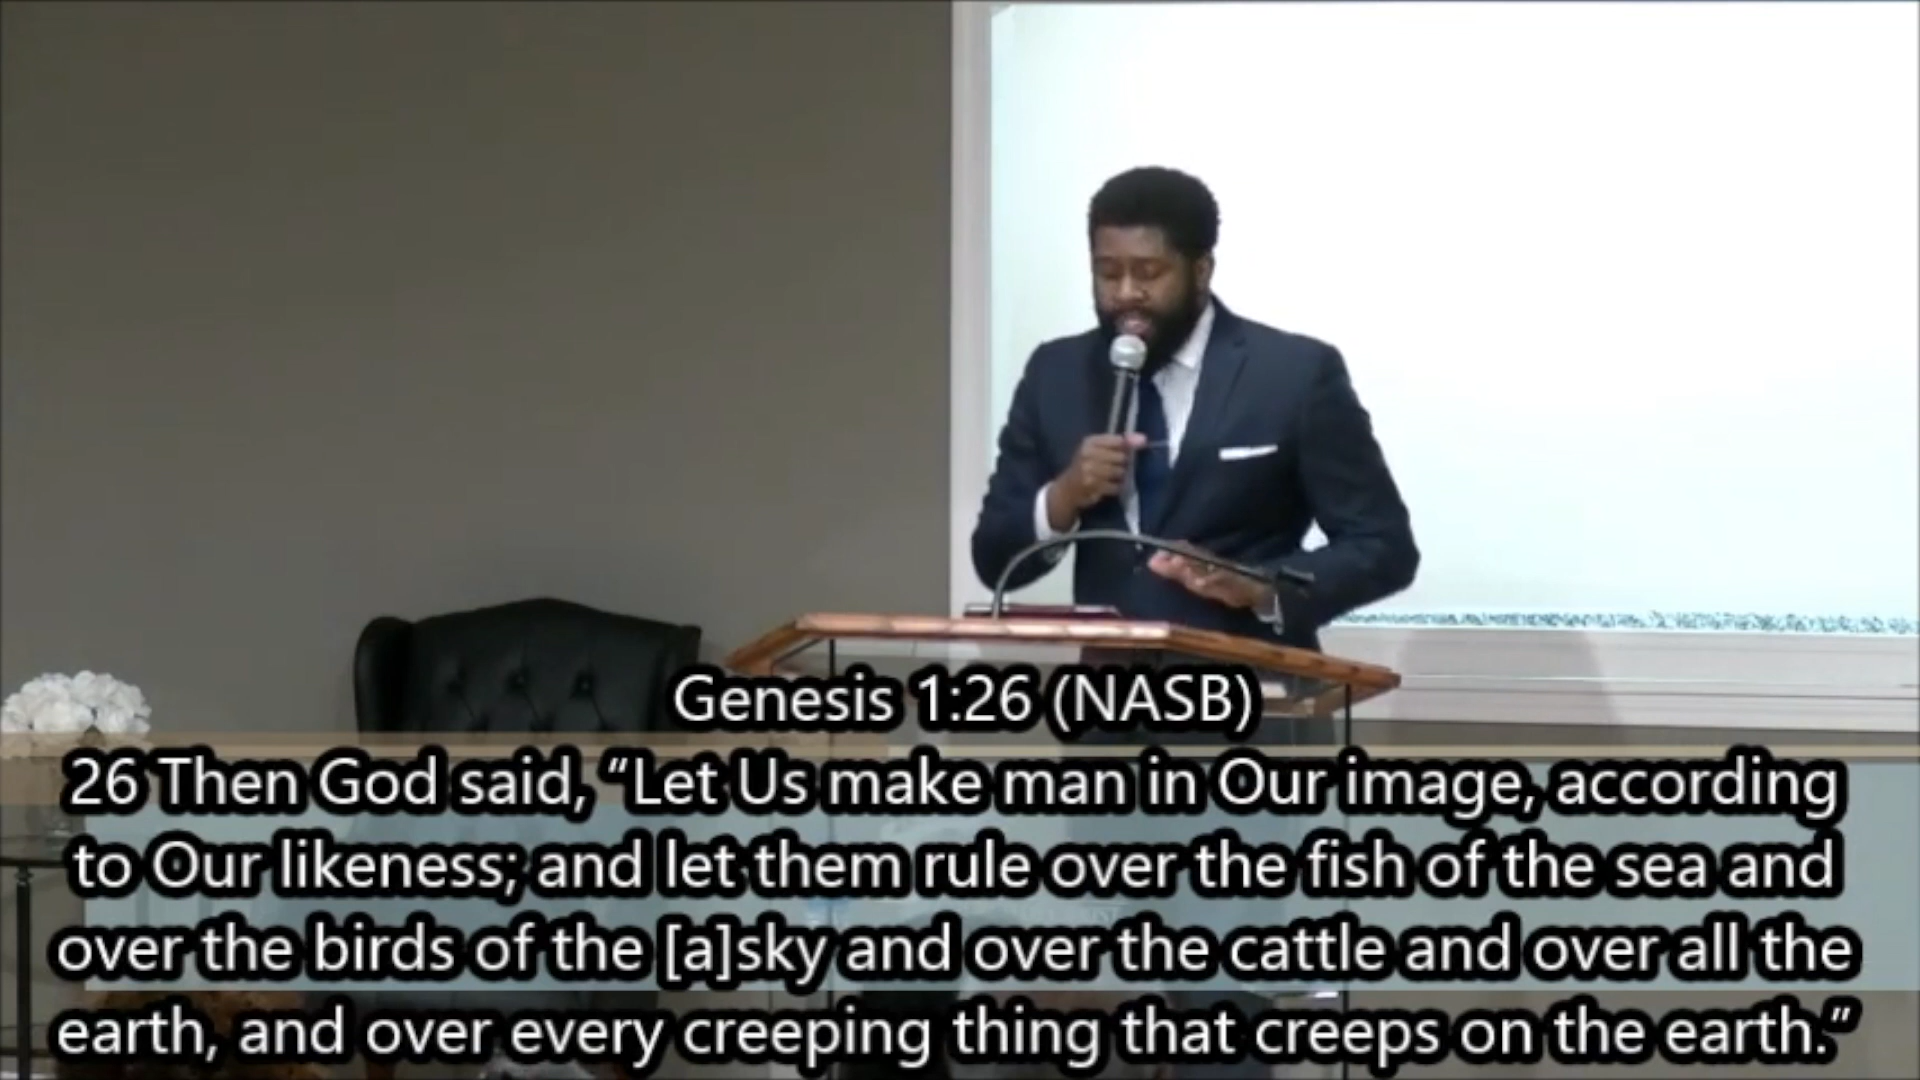 Genesis 1:26 (NASB)
26 Then God said, “Let Us make man in Our image, according
to Our likeness; and let them rule over the fish of the sea and
over the birds of the [a]sky and over the cattle and over all the
earth, and over every creeping thing that creeps on the earth.”